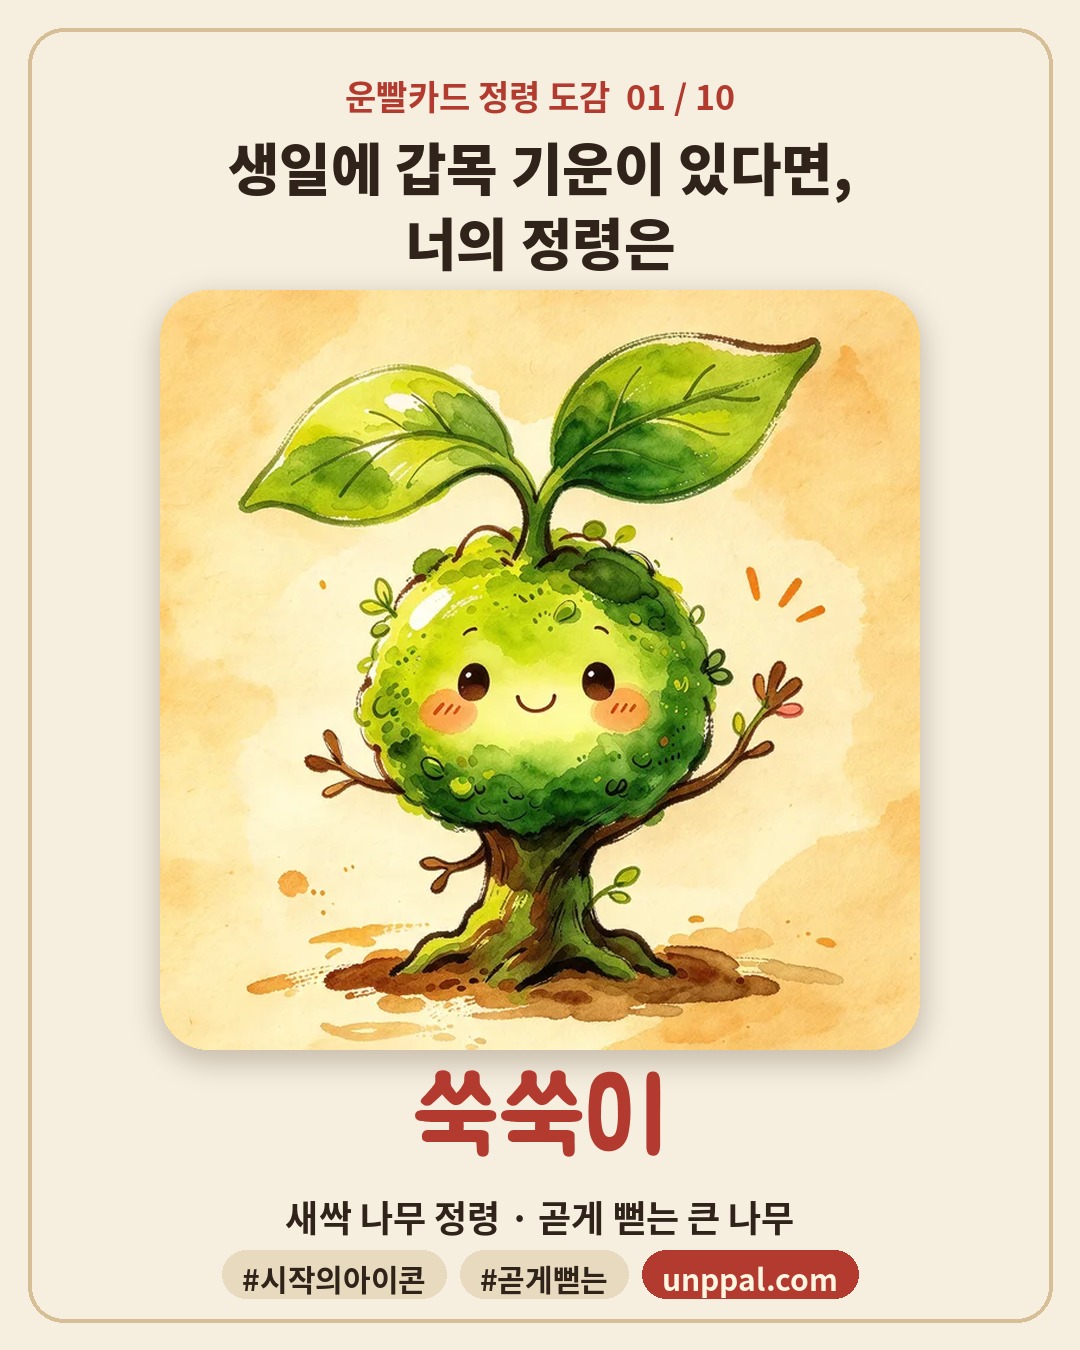 운빨카드 정령 도감 01 / 10
생일에 갑목 기운이 있다면,
너의 정령은
쑥쑥이
새싹 나무 정령 · 곧게 뻗는 큰 나무
#시작의아이콘 #곧게뻗는 unppal.com